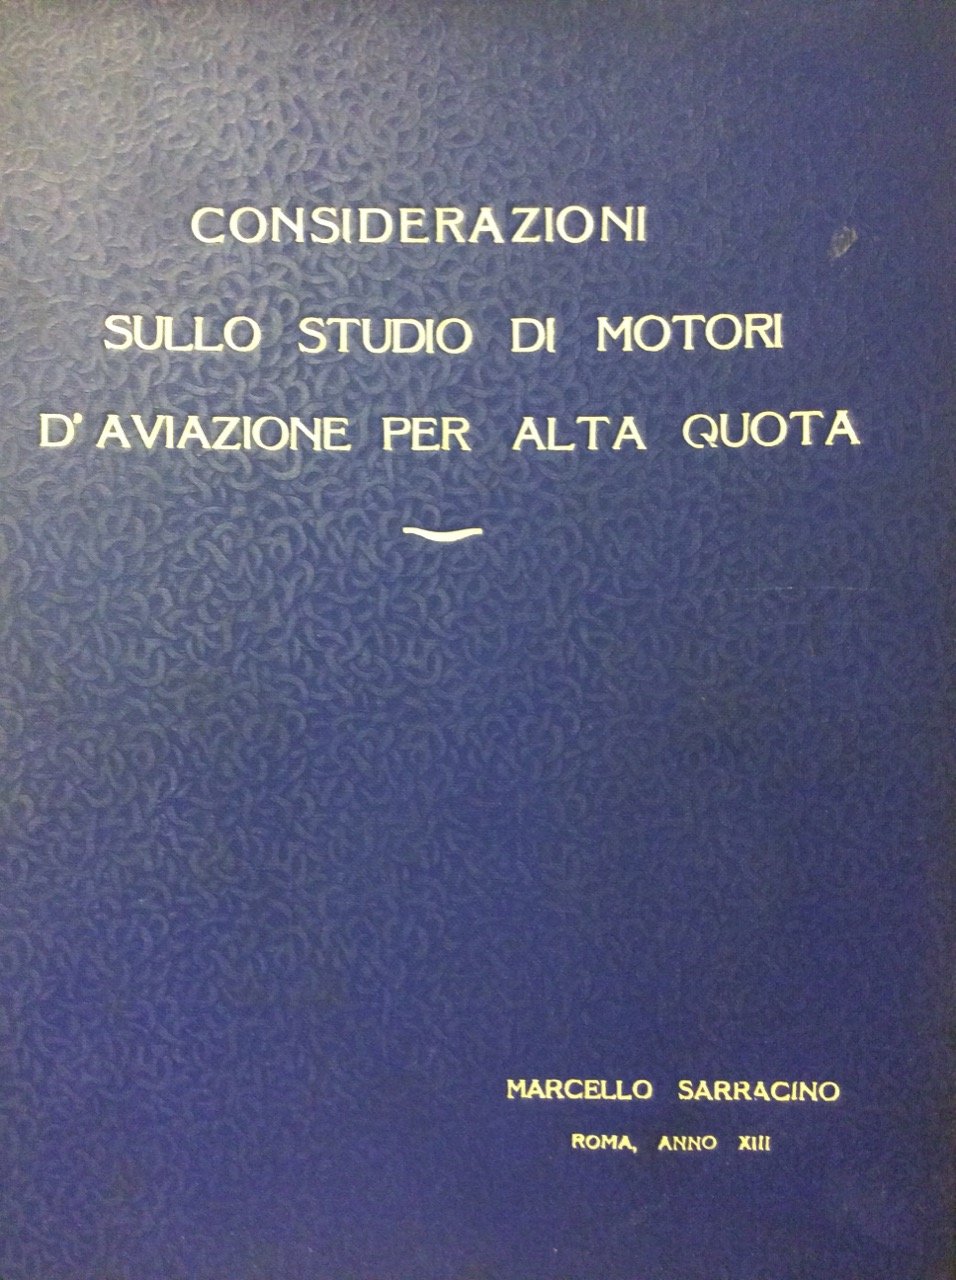 CONSIDERAZIONI
SULLO STUDIO DI MOTORI
D'AVIAZIONE PER ALTA QUOTA
MARCELLO SARRACINO
ROMA, ANNO XIII